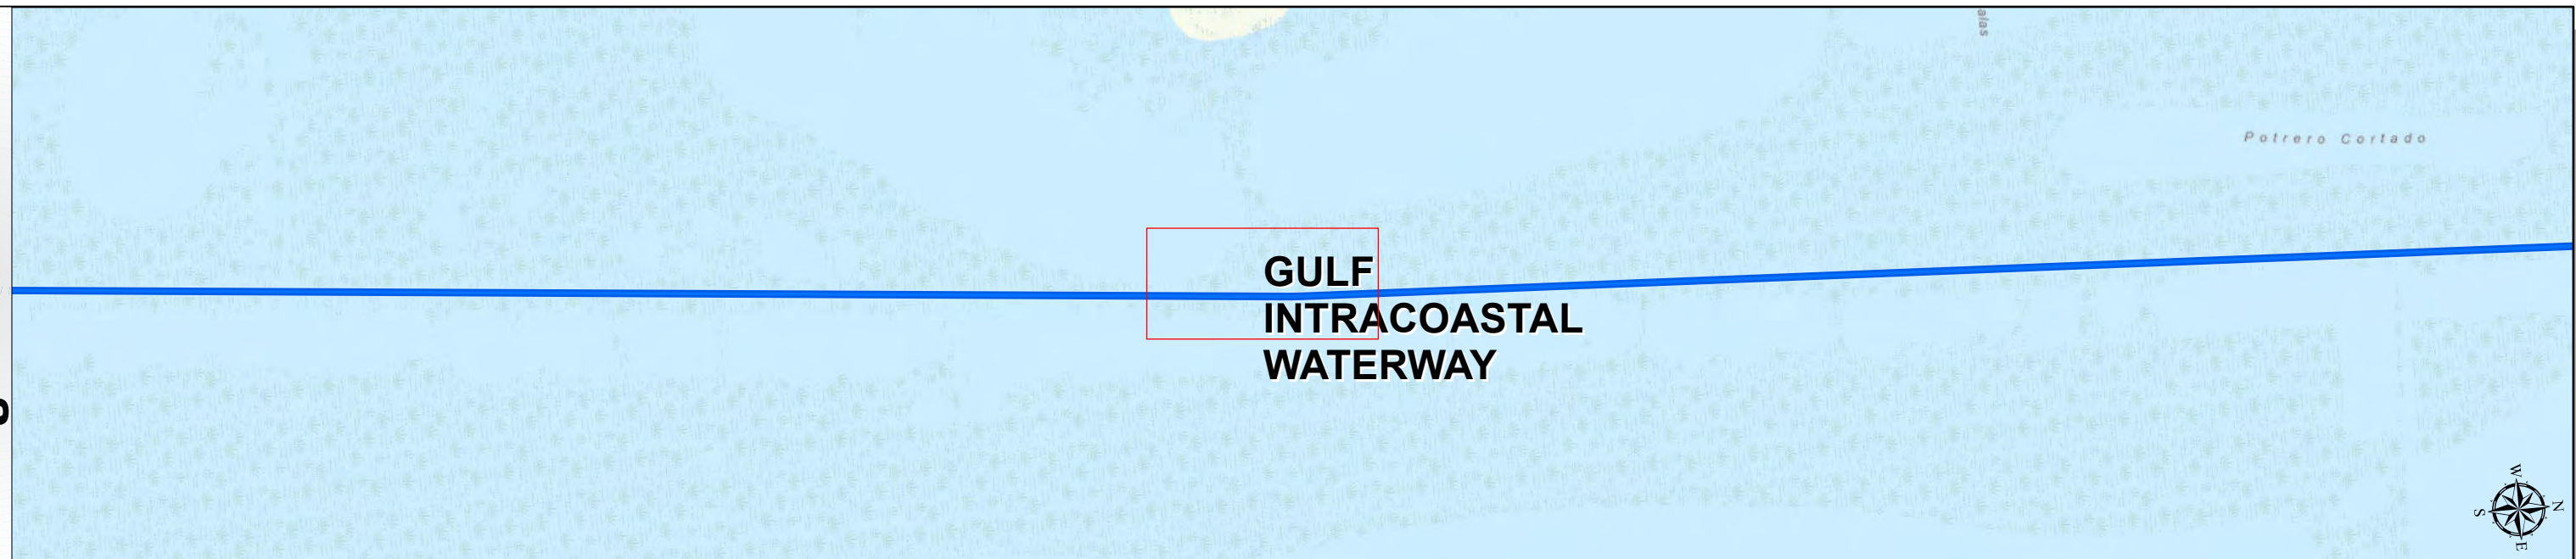 Potrero Cortado
GULF
INTRACOASTAL
WATERWAY
W
S
N
E